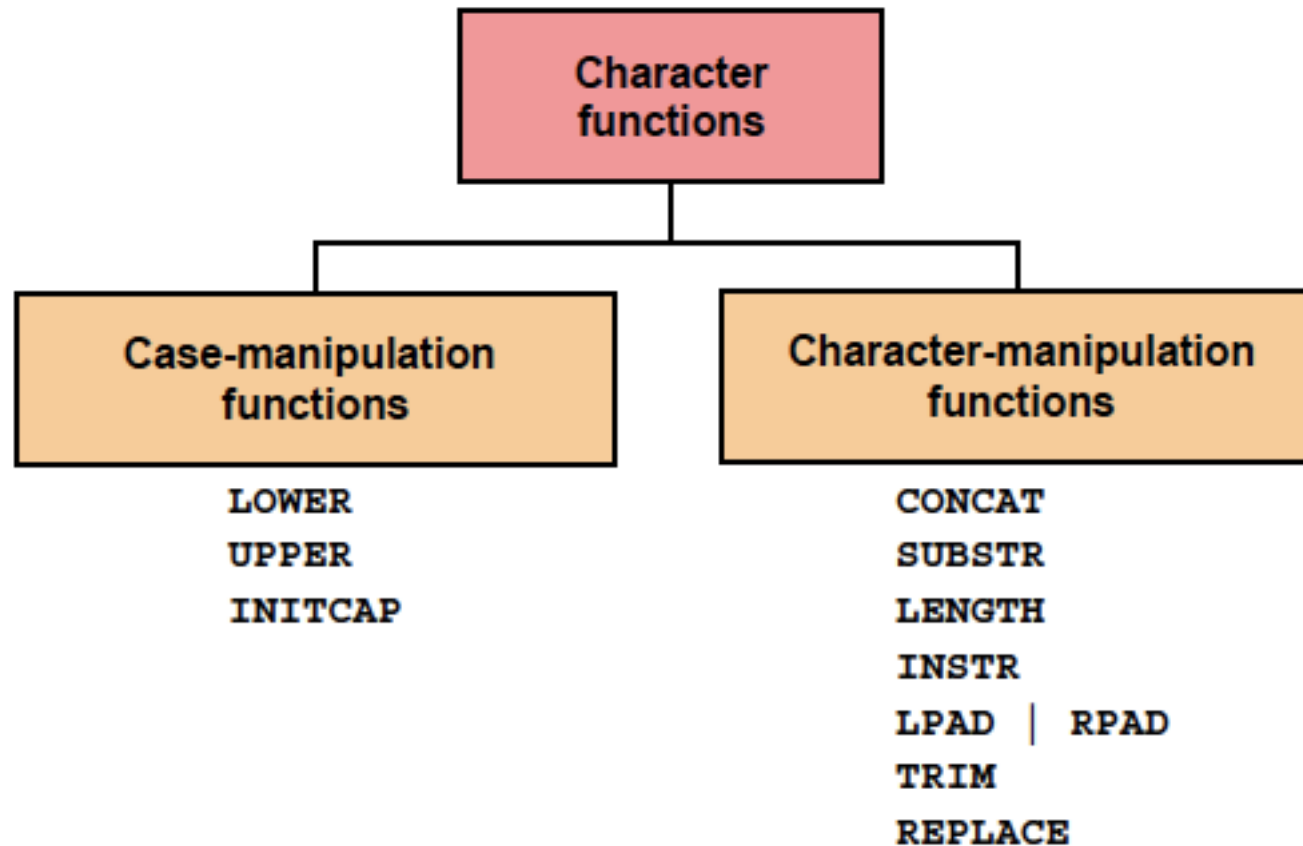 Character
functions
Case-manipulation
functions
Character-manipulation
functions
LOWER
UPPER
INITCAP
CONCAT
SUBSTR
LENGTH
INSTR
LPAD | RPAD
TRIM
REPLACE